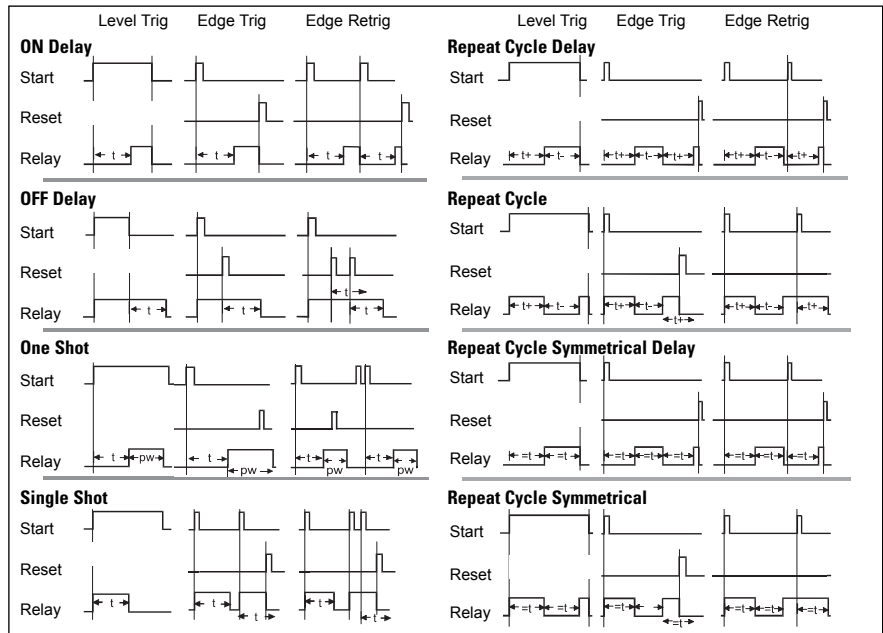 Level Trig Edge Trig Edge Retrig
ON Delay
Start
Reset
Relay t t t t
OFF Delay
Start
Reset
t
Relay t t t
One Shot
Start
Reset
Relay t pw t t t
pw pw pw
Single Shot
Start
Reset
Relay t t t
t t
Level Trig Edge Trig Edge Retrig
Repeat Cycle Delay
Start
Reset
Relay t+ t- t+ t- t+ t+ t- t+
Repeat Cycle
Start
Reset
Relay t+ t- t+ t- t+ t- t+
t+
Repeat Cycle Symmetrical Delay
Start
Reset
Relay =t =t =t =t =t =t =t =t
Repeat Cycle Symmetrical
Start
Reset
Relay =t =t =t =t =t =t
=t